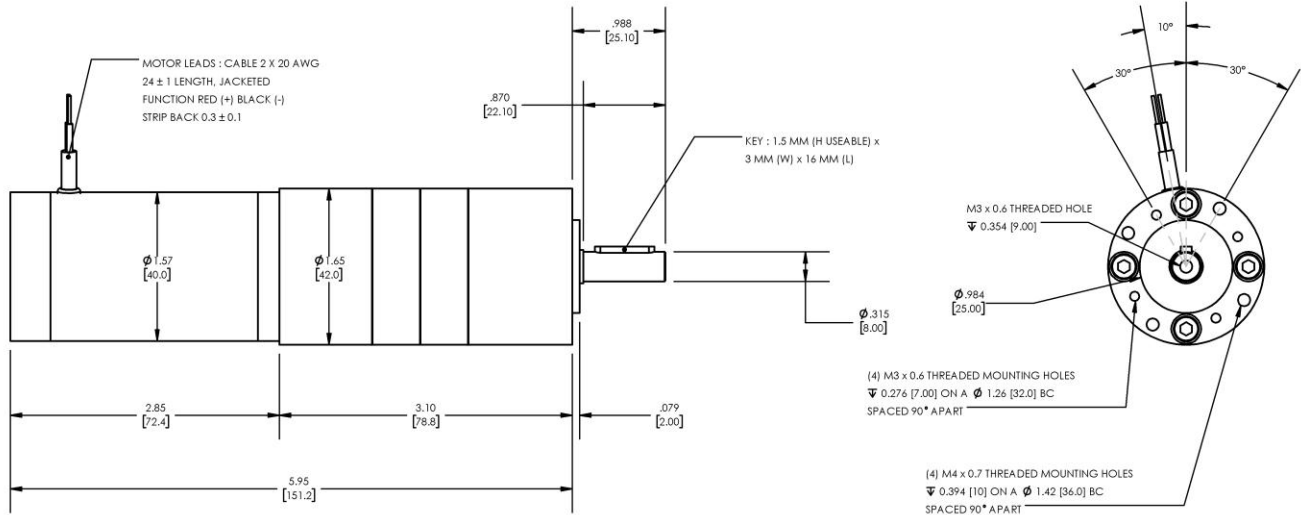 .988
[25.10]
10°
30°
30°
MOTOR LEADS : CABLE 2 X 20 AWG
24 ± 1 LENGTH, JACKETED
FUNCTION RED (+) BLACK (-)
STRIP BACK 0.3 ± 0.1
.870
[22.10]
KEY : 1.5 MM (H USEABLE) x
3 MM (W) x 16 MM (L)
M3 x 0.6 THREADED HOLE
↧ 0.354 [9.00]
Ø1.57
[40.0]
Ø1.65
[42.0]
Ø.984
[25.00]
Ø.315
[8.00]
(4) M3 x 0.6 THREADED MOUNTING HOLES
↧ 0.276 [7.00] ON A Ø 1.26 [32.0] BC
SPACED 90° APART
2.85
[72.4]
3.10
[78.8]
.079
[2.00]
(4) M4 x 0.7 THREADED MOUNTING HOLES
↧ 0.394 [10] ON A Ø 1.42 [36.0] BC
SPACED 90° APART
5.95
[151.2]